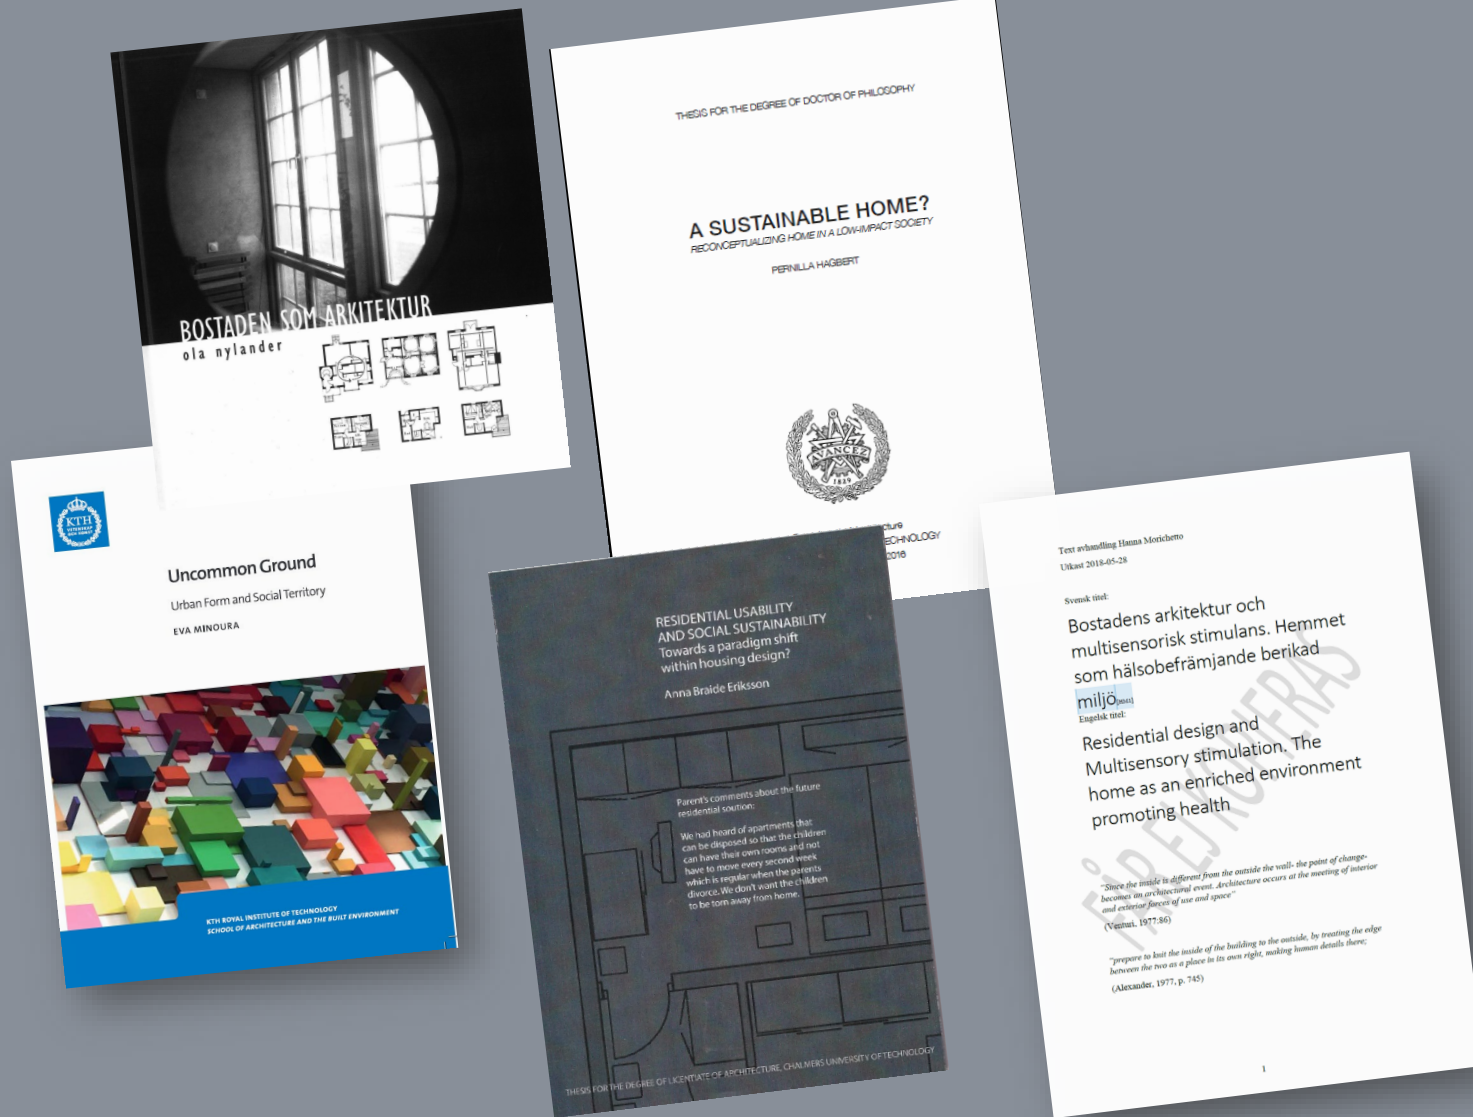 BOSTADEN SOM ARKITEKTUR
ola nylander
THESIS FOR THE DEGREE OF DOCTOR OF PHILOSOPHY
A SUSTAINABLE HOME?
RECONCEPTUALIZING HOME IN A LOW-IMPACT SOCIETY
PERNILLA HAGBERT
AVANCEZ
1829
ECHNOLOGY
2016
KTH
VETENSKAP
OCH KONST
Uncommon Ground
Urban Form and Social Territory
EVA MINOURA
KTH ROYAL INSTITUTE OF TECHNOLOGY
SCHOOL OF ARCHITECTURE AND THE BUILT ENVIRONMENT
RESIDENTIAL USABILITY
AND SOCIAL SUSTAINABILITY
Towards a paradigm shift
within housing design?
Anna Braide Eriksson
Parent's comments about the future
residential soution:
We had heard of apartments that
can be disposed so that the children
can have their own rooms and not
have to move every second week
which is regular when the parents
divorce. We don't want the children
to be torn away from home.
THESIS FOR THE DEGREE OF LICENTIATE OF ARCHITECTURE, CHALMERS UNIVERSITY OF TECHNOLOGY
Text avhandling Hanna Morichetto
Utkast 2018-05-28
Svensk titel:
Bostadens arkitektur och
multisensorisk stimulans. Hemmet
som hälsobefrämjande berikad
miljö
Engelsk titel:
Residential design and
Multisensory stimulation. The
home as an enriched environment
promoting health
FÅR EJ KOPIERAS
"Since the inside is different from the outside the wall- the point of change-
becomes an architectural event. Architecture occurs at the meeting of interior
and exterior forces of use and space"
(Venturi, 1977:86)
"prepare to knit the inside of the building to the outside, by treating the edge
between the two as a place in its own right, making human details there;
(Alexander, 1977, p. 745)
1